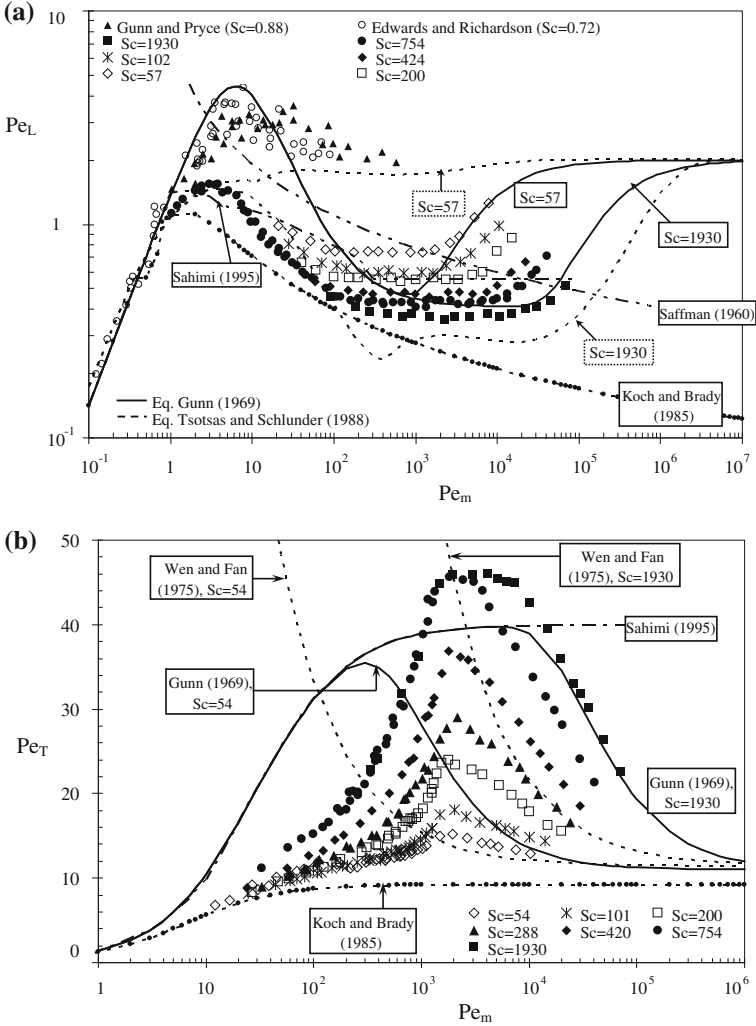 (a)
▲ Gunn and Pryce (Sc=0.88) ○ Edwards and Richardson (Sc=0.72)
■ Sc=1930 ● Sc=754
Sc=102 ◆ Sc=424
◇ Sc=57 □ Sc=200
10
Pe_L
1
10^-1
Sc=57
Sc=57
Sc=1930
Sahimi (1995)
Saffman (1960)
Sc=1930
Koch and Brady
(1985)
Eq. Gunn (1969)
Eq. Tsotsas and Schlunder (1988)
10^-1 1 10 10^2 10^3 10^4 10^5 10^6 10^7
Pe_m
(b)
50
40
30
Pe_T
20
10
0
Wen and Fan
(1975), Sc=54
Wen and Fan
(1975), Sc=1930
Sahimi (1995)
Gunn (1969),
Sc=54
Gunn (1969),
Sc=1930
Koch and Brady
(1985)
◇ Sc=54 Sc=101 □ Sc=200
▲ Sc=288 ◆ Sc=420 ● Sc=754
■ Sc=1930
1 10 10^2 10^3 10^4 10^5 10^6
Pe_m